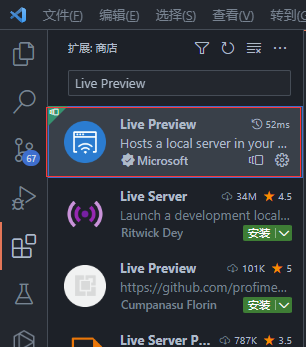 文件(F) 编辑(E) 选择(S) 查看(V) 转到
扩展: 商店
Live Preview
Live Preview 52ms
Hosts a local server in your ...
Microsoft
67
Live Server 34M ★ 4.5
Launch a development local...
Ritwick Dey 安装
Live Preview 101K ★ 5
https://github.com/profime...
Cumpanasu Florin 安装
Live Server P... 787K ★ 3.5